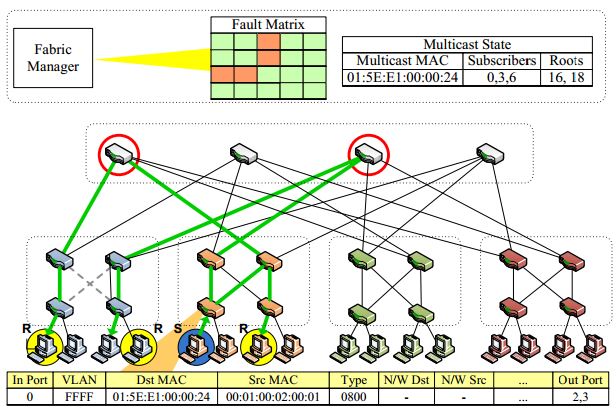 Fault Matrix
Fabric
Manager
Multicast State
Multicast MAC Subscribers Roots
01:5E:E1:00:00:24 0,3,6 16, 18
R R S R
In Port VLAN Dst MAC Src MAC Type N/W Dst N/W Src ... Out Port
0 FFFF 01:5E:E1:00:00:24 00:01:00:02:00:01 0800 - - ... 2,3